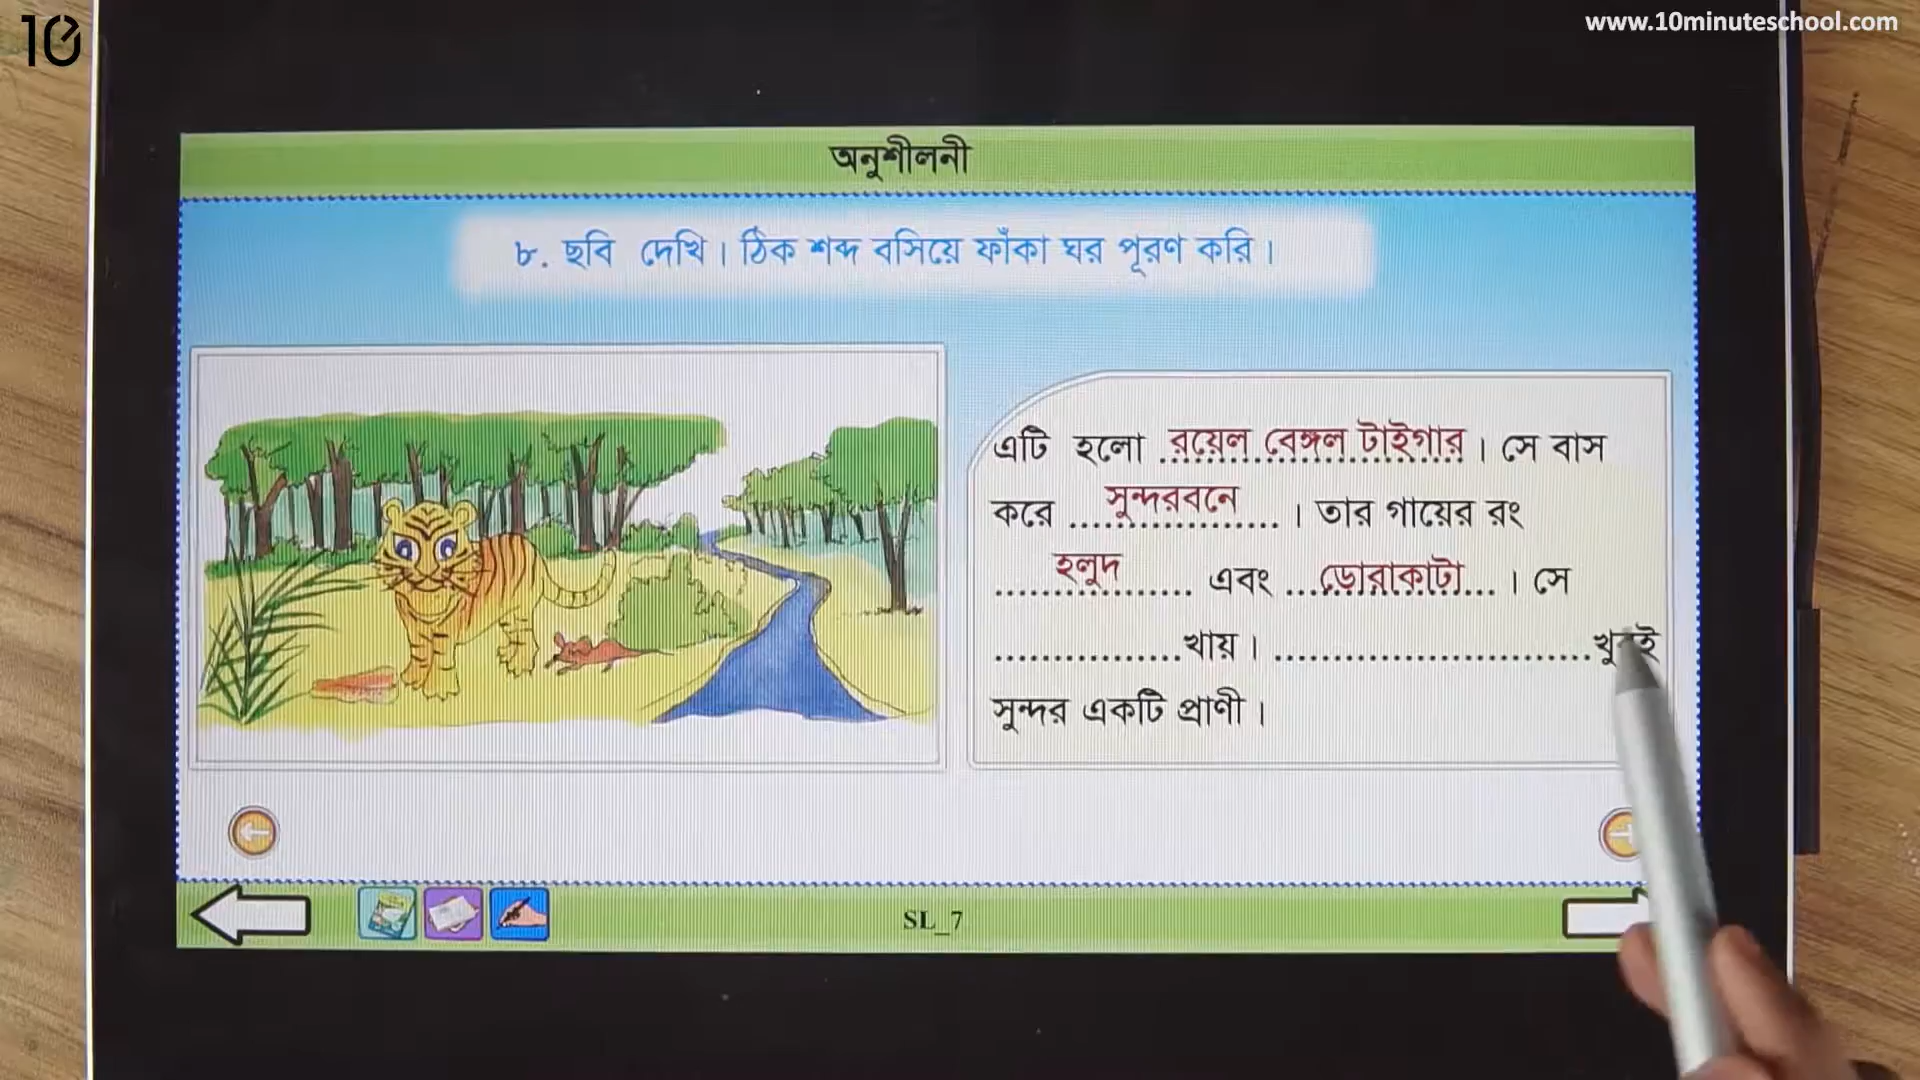 10
www.10minuteschool.com
অনুশীলনী
৮. ছবি দেখি। ঠিক শব্দ বসিয়ে ফাঁকা ঘর পূরণ করি।
এটি হলো রয়েল বেঙ্গল টাইগার। সে বাস
করে সুন্দরবনে। তার গায়ের রং
হলুদ এবং ডোরাকাটা। সে
................খায়। ...........................খুবই
সুন্দর একটি প্রাণী।
SL_7